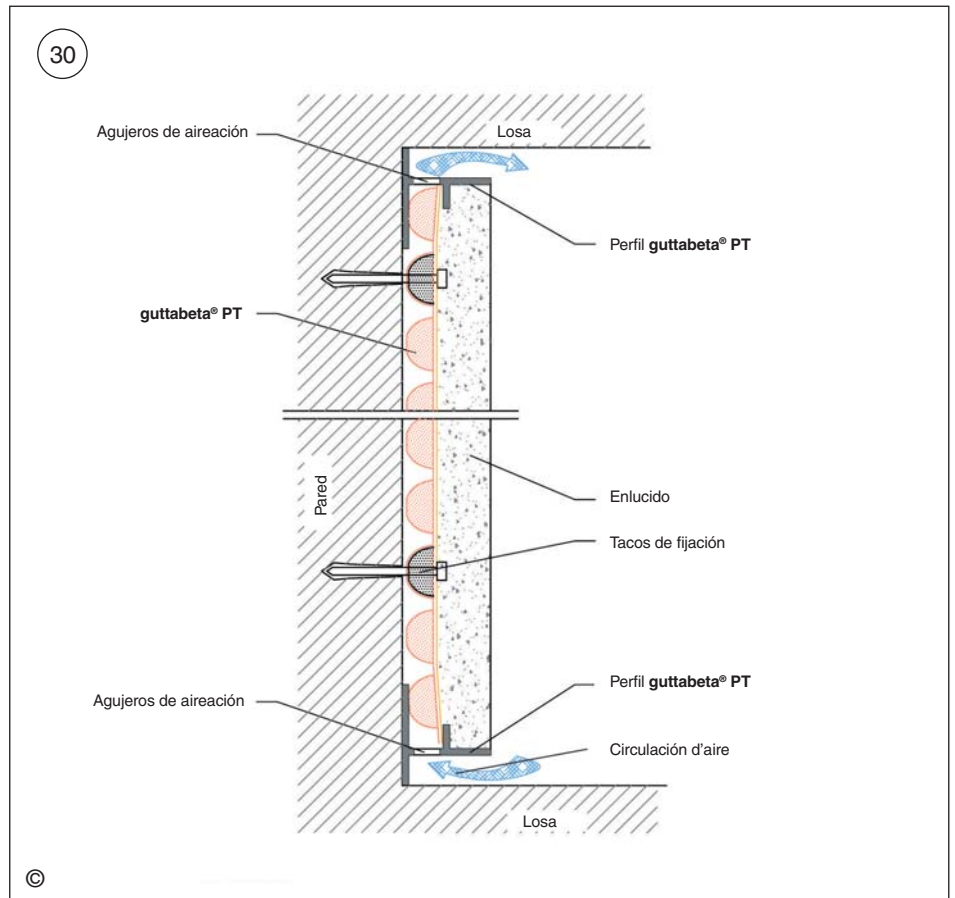 30
Agujeros de aireación
Losa
Perfil guttabeta® PT
guttabeta® PT
Pared
Enlucido
Tacos de fijación
Perfil guttabeta® PT
Agujeros de aireación
Circulación d'aire
Losa
©